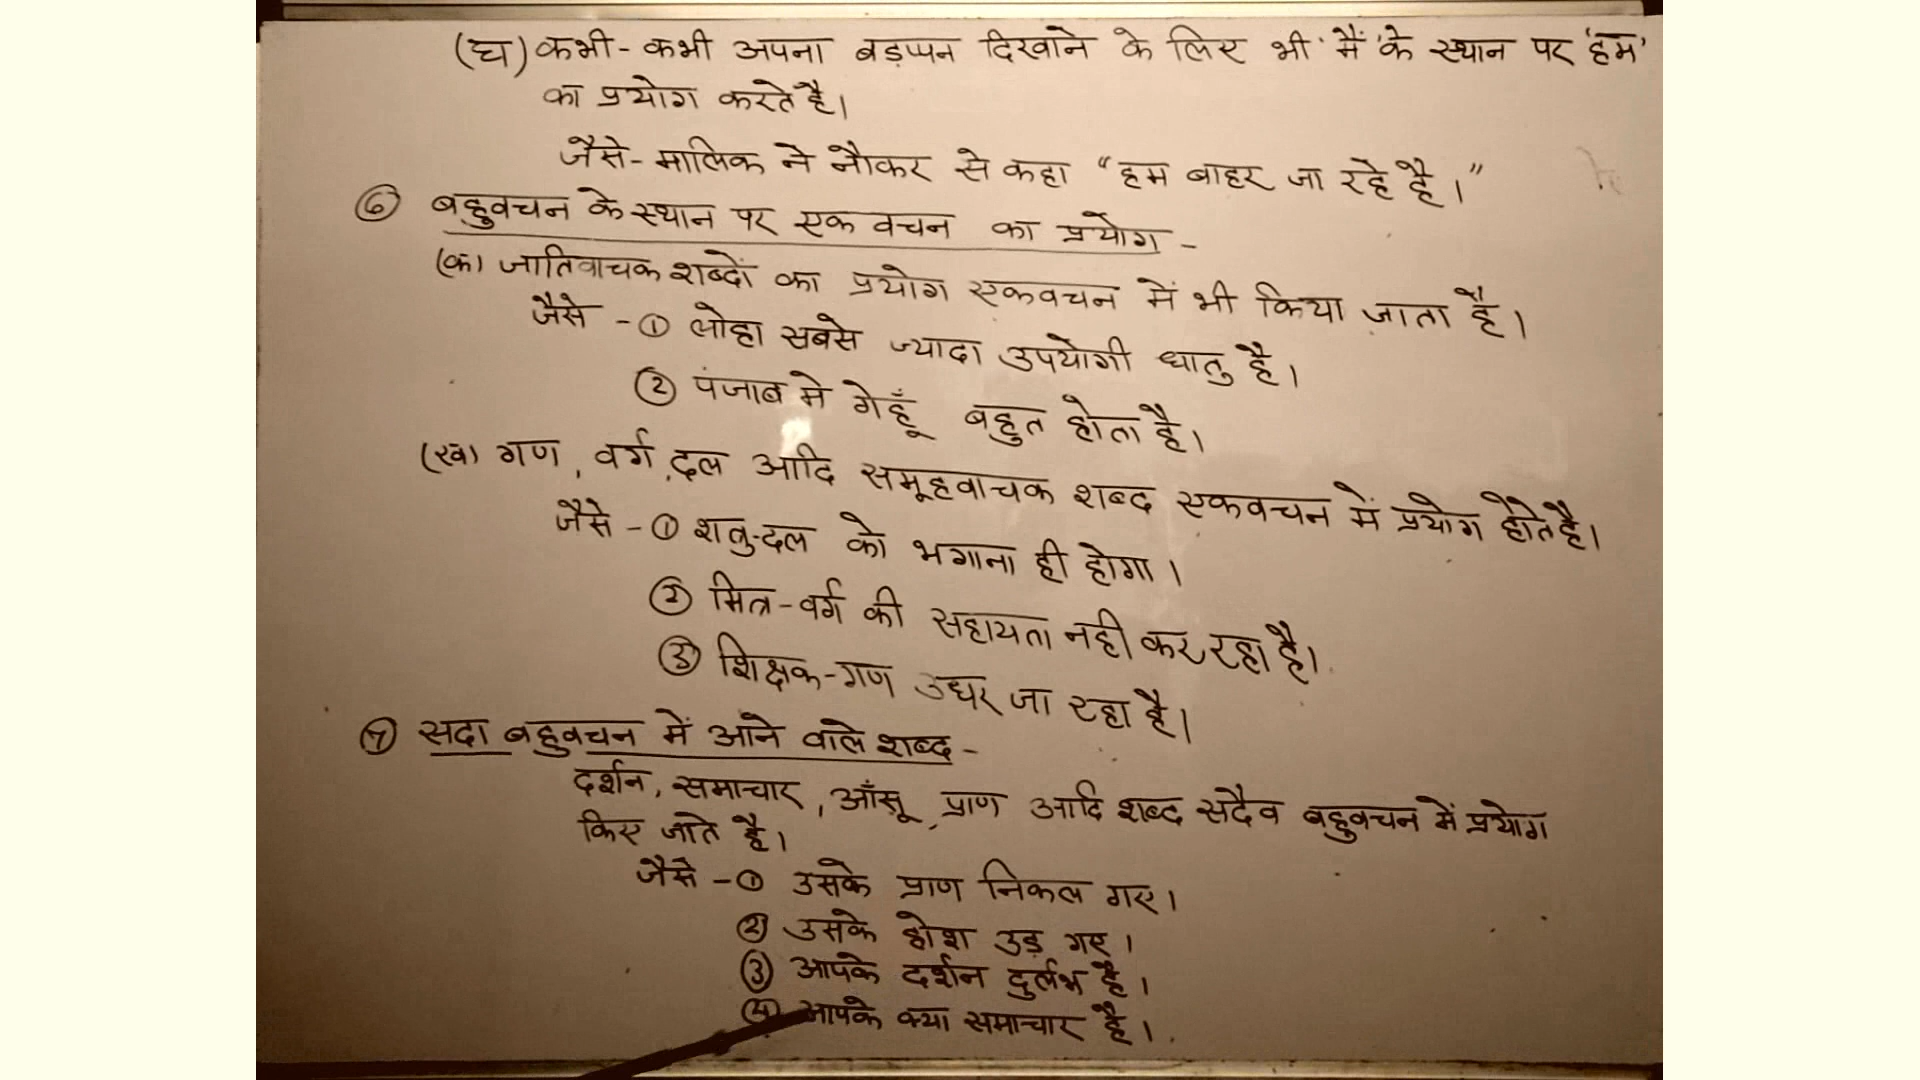 (घ) कभी-कभी अपना बड़प्पन दिखाने के लिए भी 'मैं' के स्थान पर 'हम'
का प्रयोग करते है।
जैसे- मालिक ने नौकर से कहा "हम बाहर जा रहे है।"
⑥ बहुवचन के स्थान पर एक वचन का प्रयोग -
(क) जातिवाचक शब्दों का प्रयोग एकवचन में भी किया जाता है।
जैसे - ① लोहा सबसे ज्यादा उपयोगी धातु है।
② पंजाब मे गेहूँ बहुत होता है।
(ख) गण, वर्ग, दल आदि समूहवाचक शब्द एकवचन में प्रयोग होते है।
जैसे - ① शत्रु-दल को भगाना ही होगा।
② मित्र-वर्ग की सहायता नही कर रहा है।
③ शिक्षक-गण उधर जा रहा है।
⑦ सदा बहुवचन में आने वाले शब्द -
दर्शन, समाचार, आँसू, प्राण आदि शब्द सदैव बहुवचन में प्रयोग
किए जाते है।
जैसे - ① उसके प्राण निकल गए।
② उसके होश उड़ गए।
③ आपके दर्शन दुर्लभ है।
④ आपके क्या समाचार है।